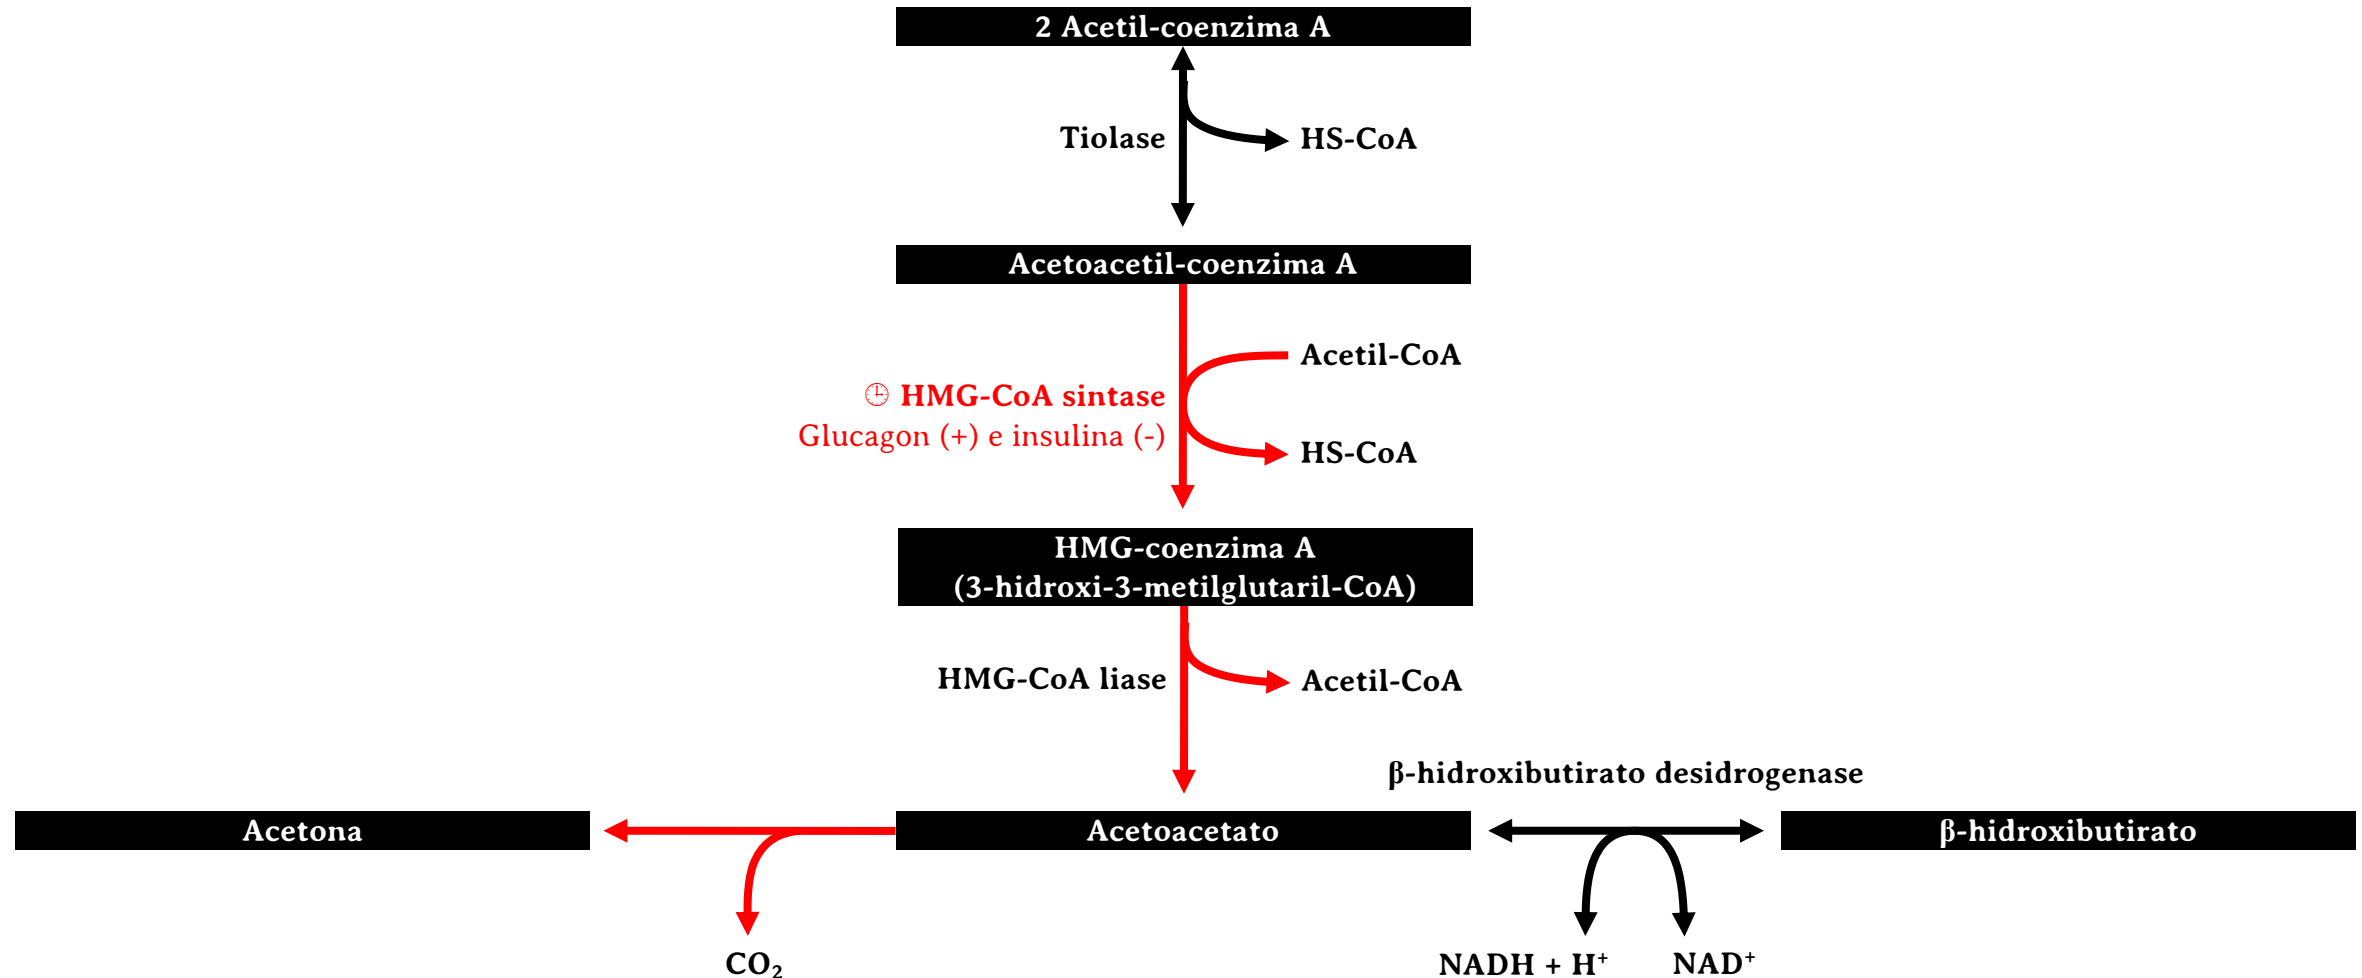 2 Acetil-coenzima A
Tiolase
HS-CoA
Acetoacetil-coenzima A
Acetil-CoA
🕒 HMG-CoA sintase
Glucagon (+) e insulina (-)
HS-CoA
HMG-coenzima A
(3-hidroxi-3-metilglutaril-CoA)
HMG-CoA liase
Acetil-CoA
β-hidroxibutirato desidrogenase
Acetona
Acetoacetato
β-hidroxibutirato
CO₂
NADH + H⁺
NAD⁺